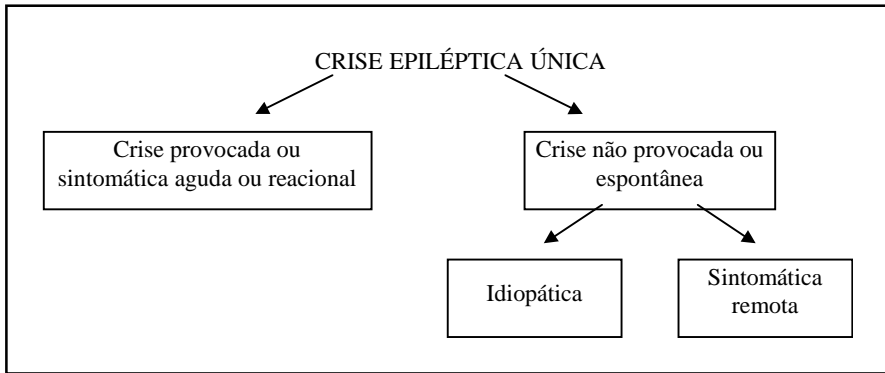 CRISE EPILÉPTICA ÚNICA
Crise provocada ou
sintomática aguda ou reacional
Crise não provocada ou
espontânea
Idiopática
Sintomática
remota